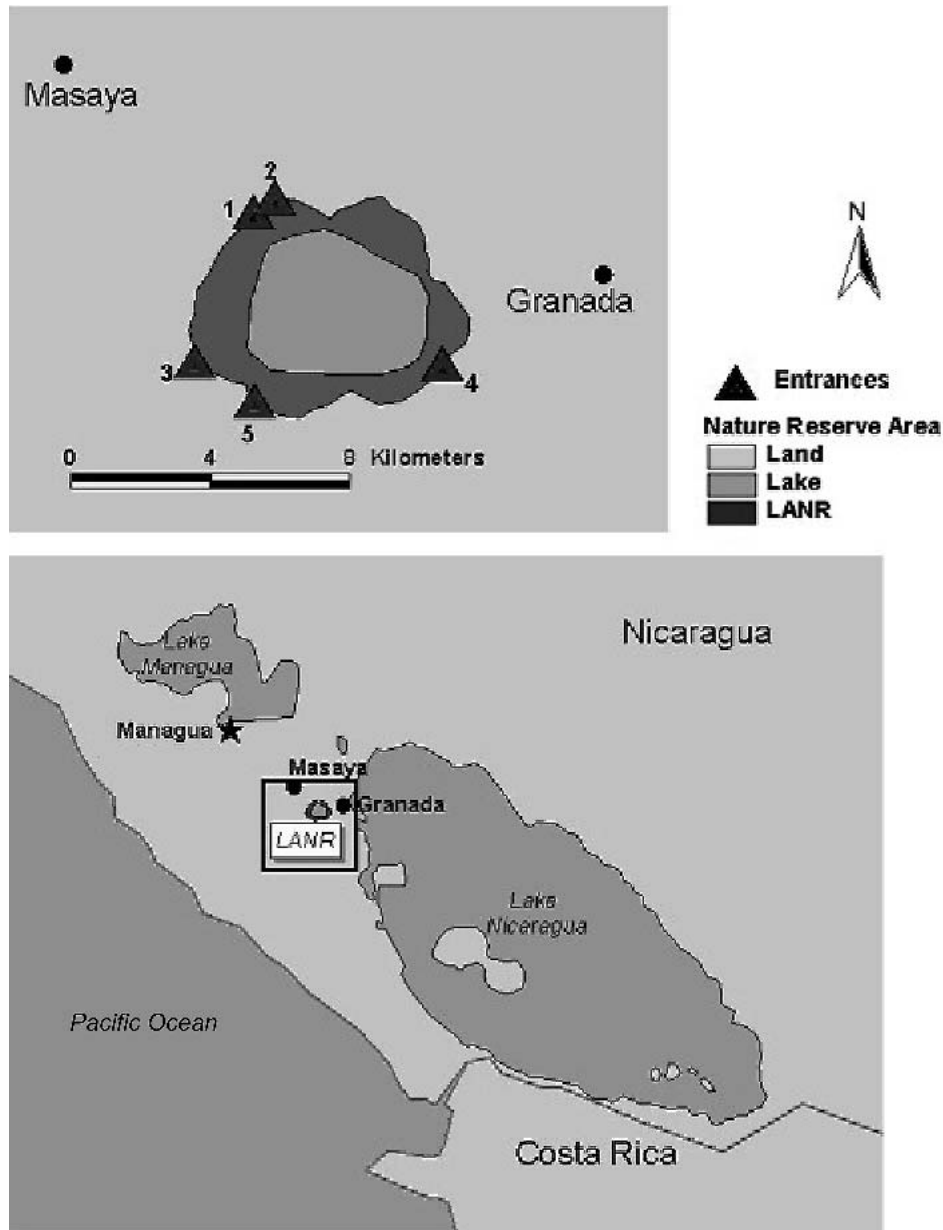 Masaya
2
1
Granada
3
4
5
0 4 8 Kilometers
N
Entrances
Nature Reserve Area
Land
Lake
LANR
Nicaragua
Lake
Managua
Managua
Masaya
Granada
LANR
Lake
Nicaragua
Pacific Ocean
Costa Rica